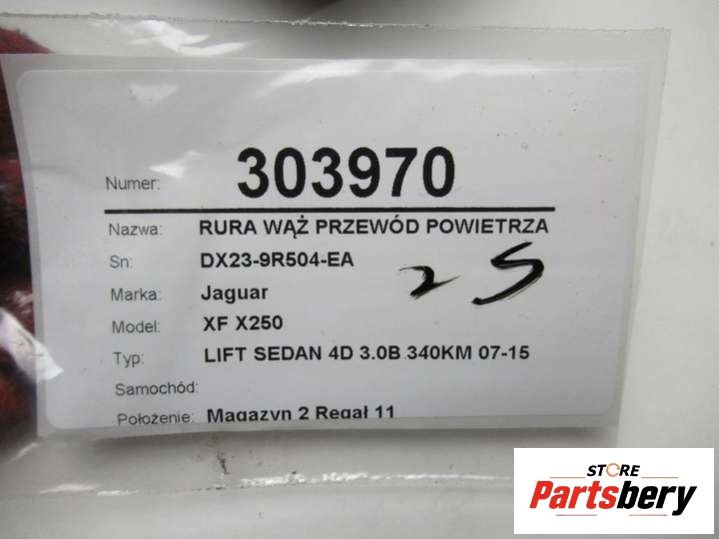 Numer: 303970
Nazwa: RURA WĄŻ PRZEWÓD POWIETRZA
Sn: DX23-9R504-EA
2 S
Marka: Jaguar
Model: XF X250
Typ: LIFT SEDAN 4D 3.0B 340KM 07-15
Samochód:
Położenie: Magazyn 2 Regał 11
STORE
Partsbery